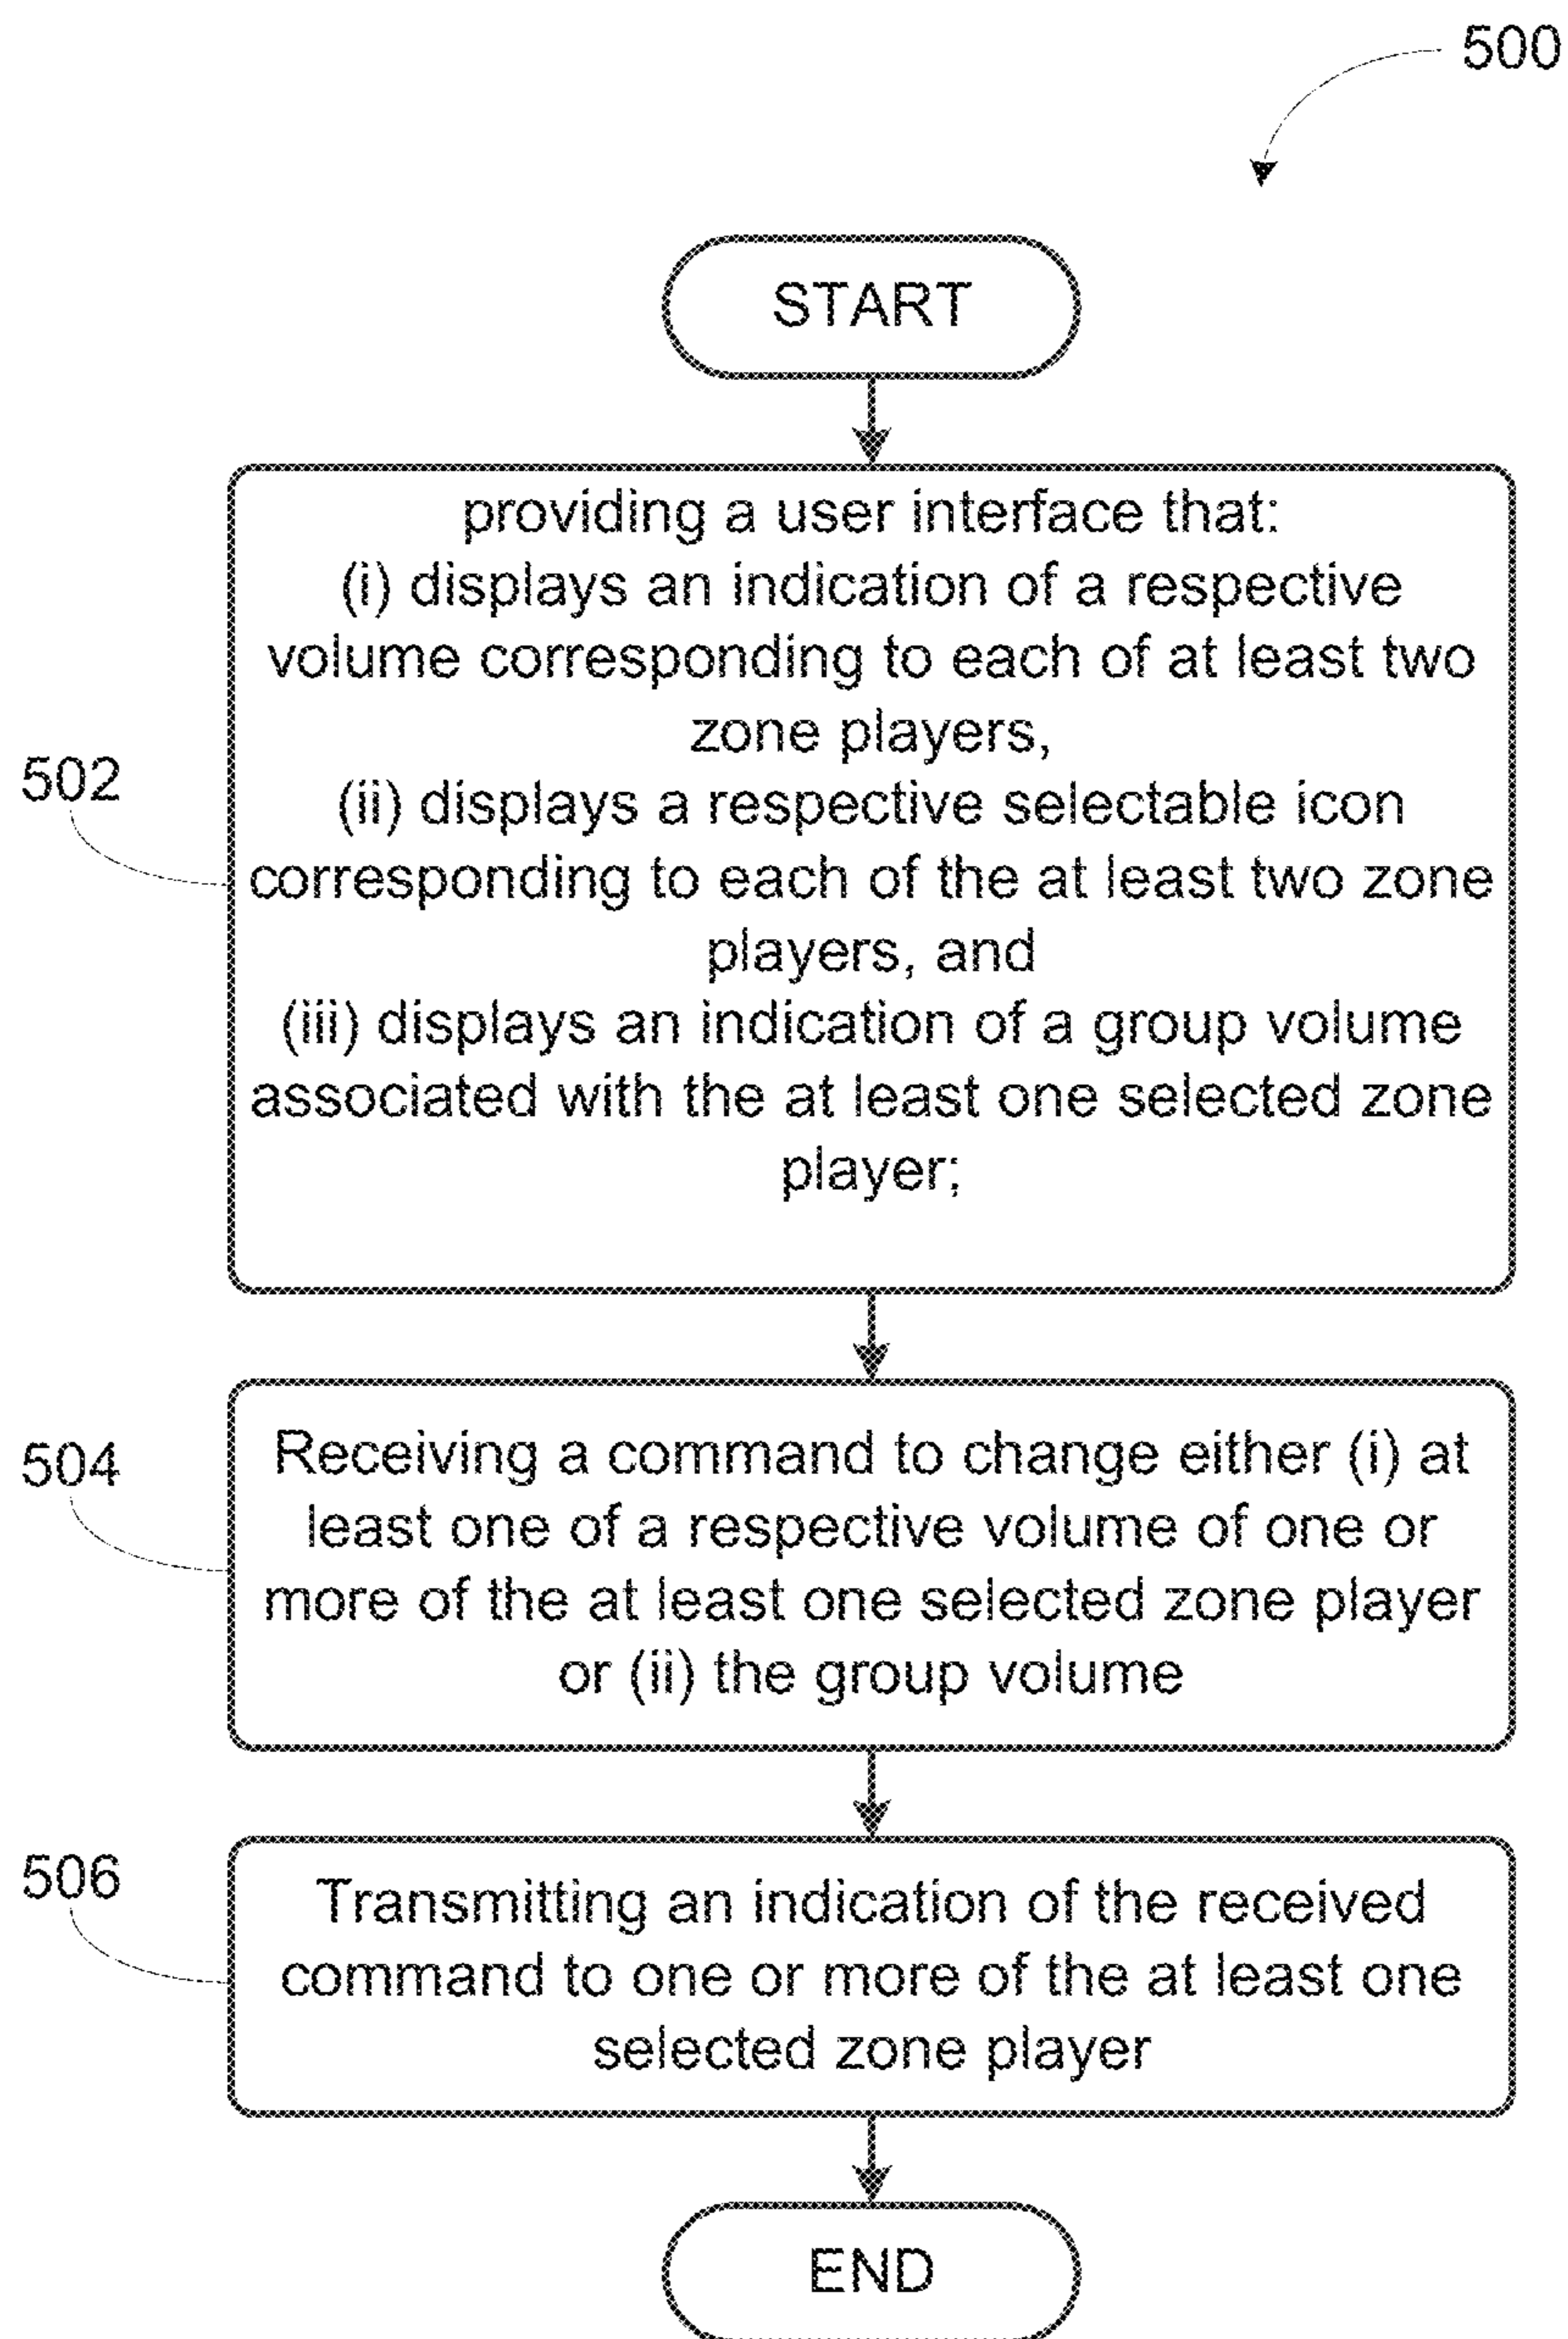 500
START
providing a user interface that:
(i) displays an indication of a respective
volume corresponding to each of at least two
zone players,
(ii) displays a respective selectable icon
corresponding to each of the at least two zone
players, and
(iii) displays an indication of a group volume
associated with the at least one selected zone
player;
502
Receiving a command to change either (i) at
least one of a respective volume of one or
more of the at least one selected zone player
or (ii) the group volume
504
Transmitting an indication of the received
command to one or more of the at least one
selected zone player
506
END